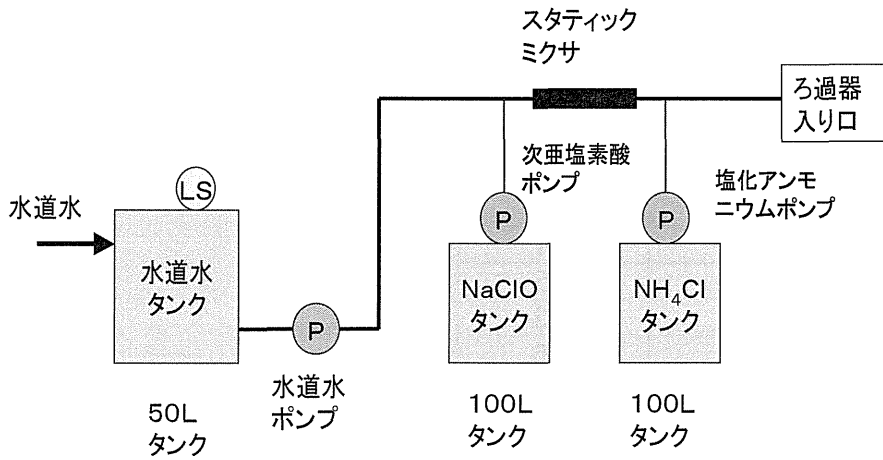 スタティック
ミクサ
ろ過器
入り口
次亜塩素酸
ポンプ
塩化アンモ
ニウムポンプ
LS
水道水
P
P
水道水
タンク
NaClO
タンク
NH₄Cl
タンク
P
水道水
ポンプ
50L
タンク
100L
タンク
100L
タンク